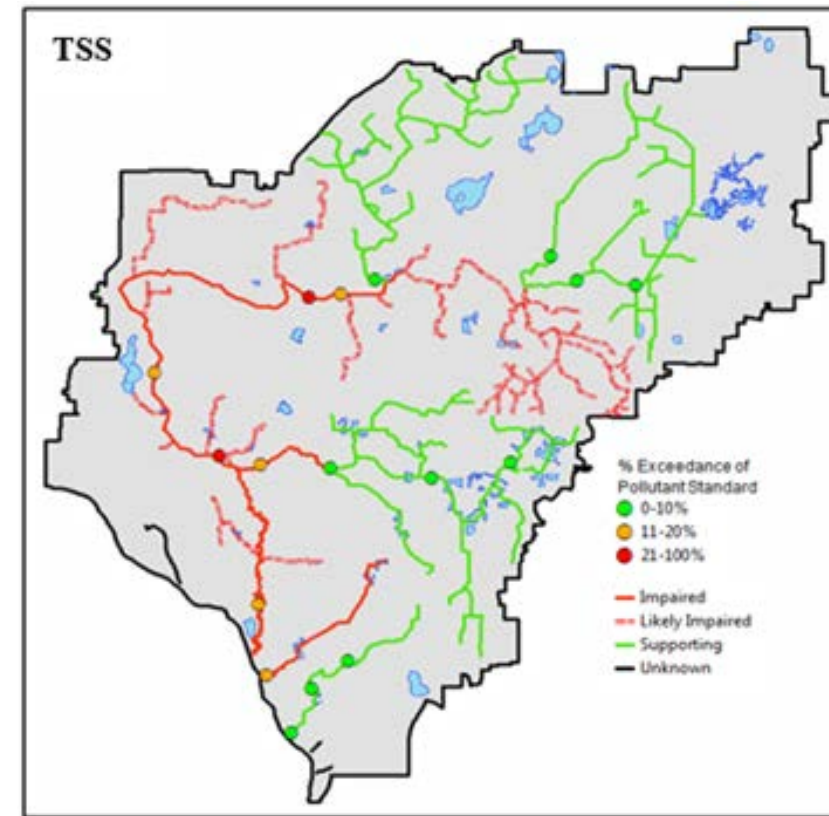 TSS
% Exceedance of
Pollutant Standard
0-10%
11-20%
21-100%
Impaired
Likely Impaired
Supporting
Unknown